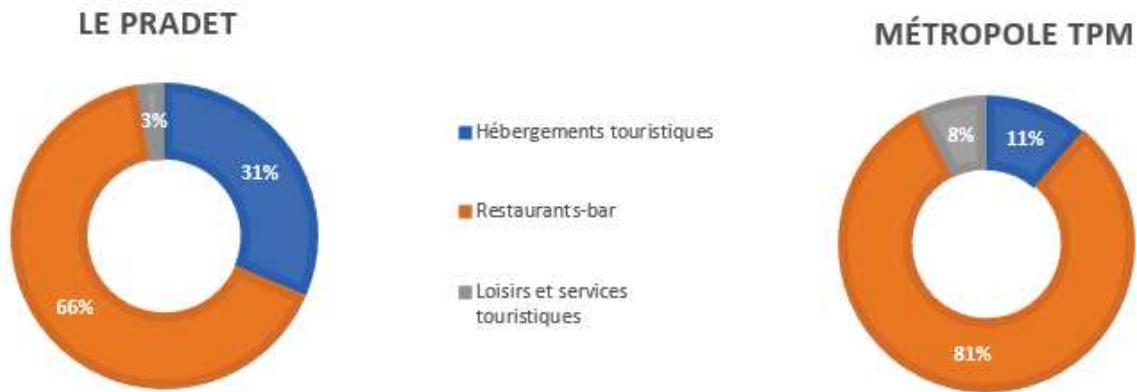 LE PRADET
3%
31%
66%
Hébergements touristiques
Restaurants-bar
Loisirs et services
touristiques
MÉTROPOLE TPM
8%
11%
81%